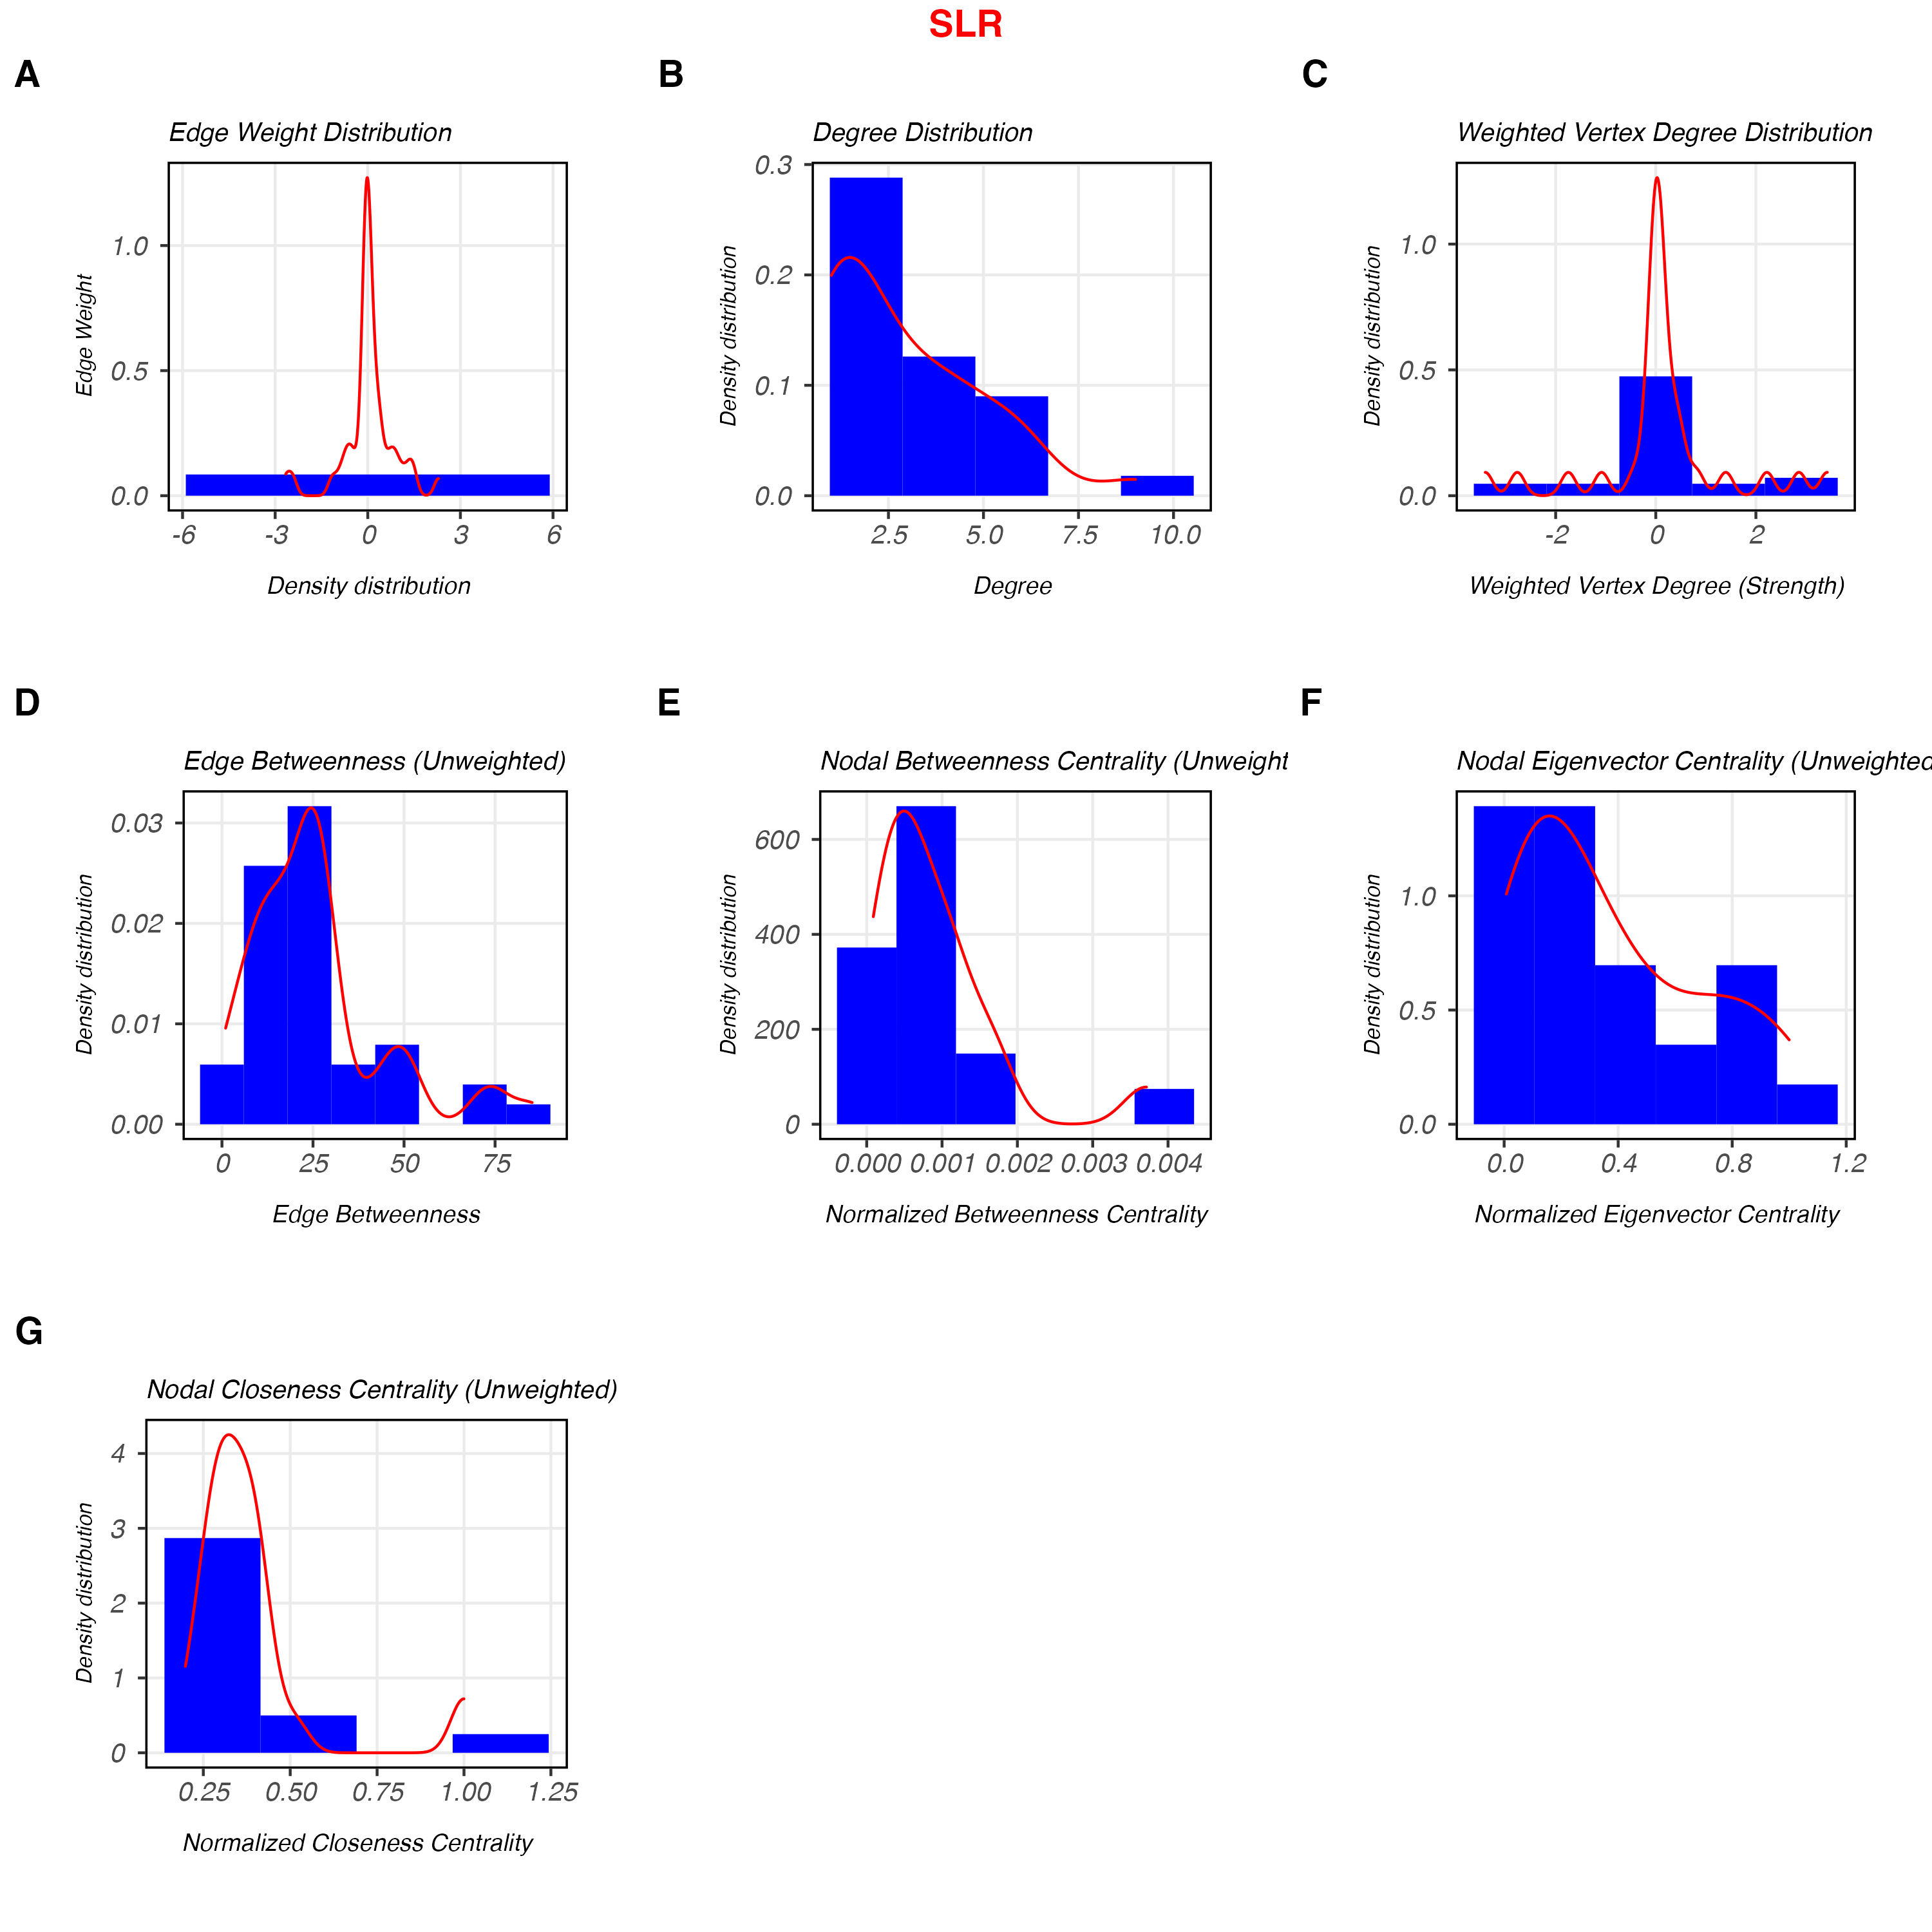 SLR
A
B
C
Edge Weight Distribution
Degree Distribution
Weighted Vertex Degree Distribution
Edge Weight
1.0
0.5
0.0
-6 -3 0 3 6
Density distribution
Density distribution
0.3
0.2
0.1
0.0
2.5 5.0 7.5 10.0
Degree
Density distribution
1.0
0.5
0.0
-2 0 2
Weighted Vertex Degree (Strength)
D
E
F
Edge Betweenness (Unweighted)
Nodal Betweenness Centrality (Unweight
Nodal Eigenvector Centrality (Unweighted
Density distribution
0.03
0.02
0.01
0.00
0 25 50 75
Edge Betweenness
Density distribution
600
400
200
0
0.000 0.001 0.002 0.003 0.004
Normalized Betweenness Centrality
Density distribution
1.0
0.5
0.0
0.0 0.4 0.8 1.2
Normalized Eigenvector Centrality
G
Nodal Closeness Centrality (Unweighted)
Density distribution
4
3
2
1
0
0.25 0.50 0.75 1.00 1.25
Normalized Closeness Centrality